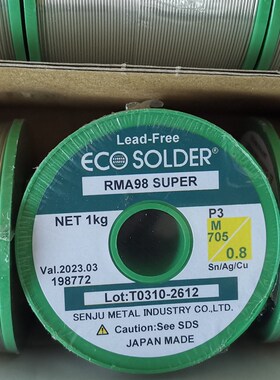 Lead-Free
ECO SOLDER®
RMA98 SUPER
P3
NET 1kg
M
705
0.8
Sn/Ag/Cu
Val.2023.03
198772
Lot:T0310-2612
SENJU METAL INDUSTRY CO.,LTD.
⚠Caution:See SDS
JAPAN MADE